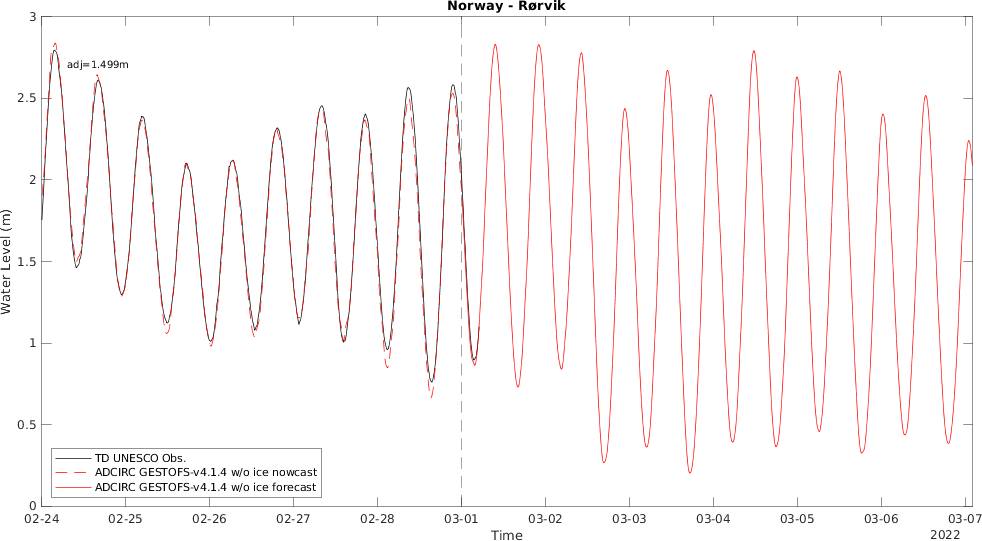 Norway - Rørvik
3
adj=1.499m
2.5
2
Water Level (m)
1.5
1
0.5
TD UNESCO Obs.
ADCIRC GESTOFS-v4.1.4 w/o ice nowcast
ADCIRC GESTOFS-v4.1.4 w/o ice forecast
0
02-24 02-25 02-26 02-27 02-28 03-01 03-02 03-03 03-04 03-05 03-06 03-07
Time
2022